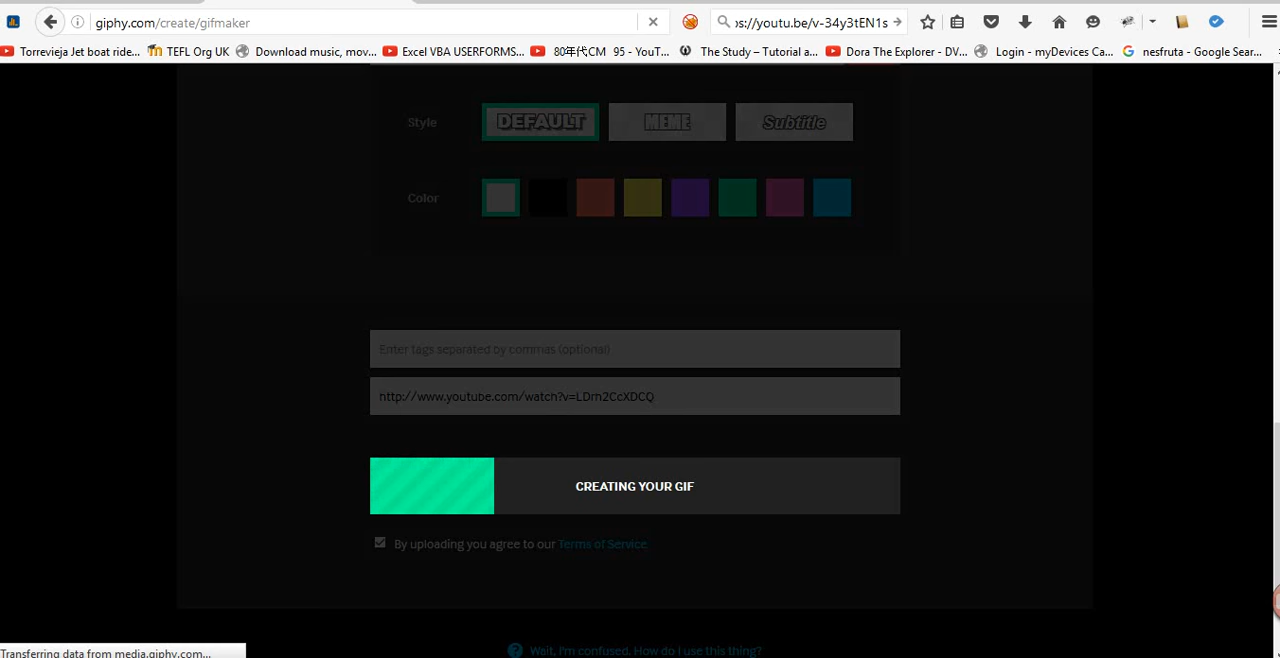 giphy.com/create/gifmaker
ps://youtu.be/v-34y3tEN1s
Torrevieja Jet boat ride... TEFL Org UK Download music, mov... Excel VBA USERFORMS... 80年代CM 95 - YouT... The Study – Tutorial a... Dora The Explorer - DV... Login - myDevices Ca... nesfruta - Google Sear...
Style DEFAULT MEME Subtitle
Color
Enter tags separated by commas (optional)
http://www.youtube.com/watch?v=LDrn2CcXDCQ
CREATING YOUR GIF
By uploading you agree to our Terms of Service
Wait, I'm confused. How do I use this thing?
Transferring data from media.giphy.com...